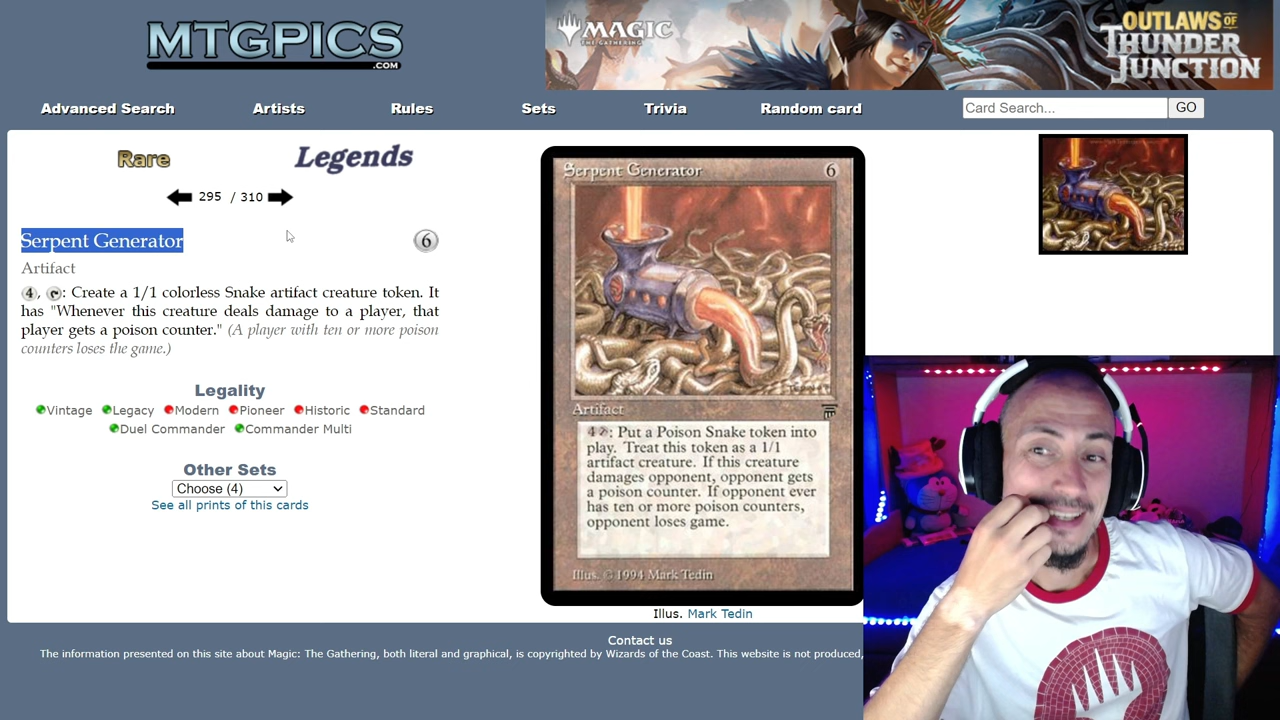 MTGPICS
.COM
MAGIC
THE GATHERING
OUTLAWS OF
THUNDER
JUNCTION
Advanced Search
Artists
Rules
Sets
Trivia
Random card
Card Search...
GO
Rare
Legends
295 / 310
Serpent Generator
6
Artifact
4, : Create a 1/1 colorless Snake artifact creature token. It
has "Whenever this creature deals damage to a player, that
player gets a poison counter." (A player with ten or more poison
counters loses the game.)
Legality
Vintage Legacy Modern Pioneer Historic Standard
Duel Commander Commander Multi
Other Sets
Choose (4)
See all prints of this cards
Serpent Generator 6
Artifact
4 : Put a Poison Snake token into
play. Treat this token as a 1/1
artifact creature. If this creature
damages opponent, opponent gets
a poison counter. If opponent ever
has ten or more poison counters,
opponent loses game.
Illus. © 1994 Mark Tedin
Illus. Mark Tedin
Contact us
The information presented on this site about Magic: The Gathering, both literal and graphical, is copyrighted by Wizards of the Coast. This website is not produced,